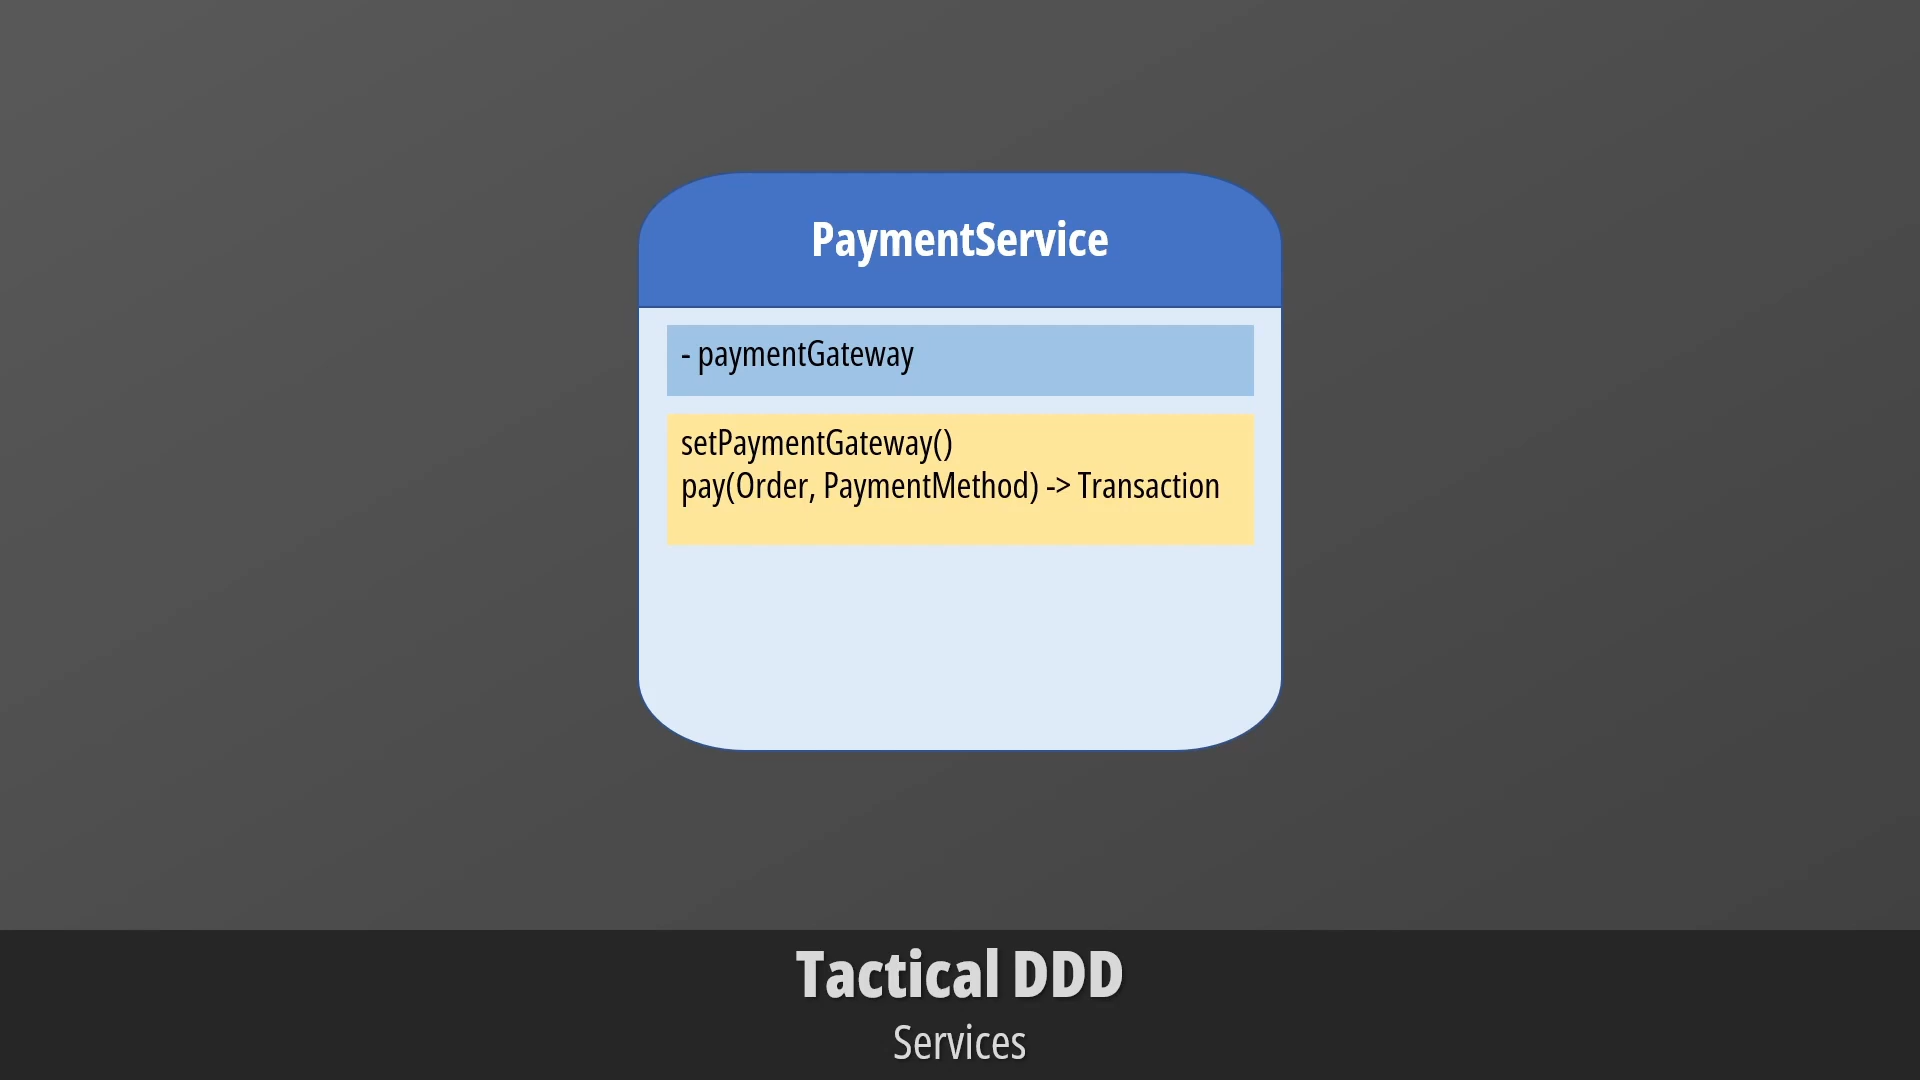 PaymentService
- paymentGateway
setPaymentGateway()
pay(Order, PaymentMethod) -> Transaction
Tactical DDD
Services